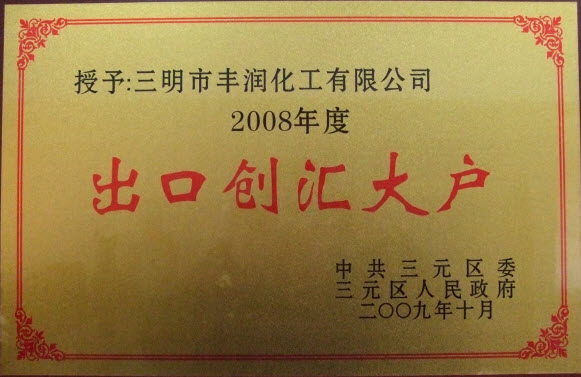 授予:三明市丰润化工有限公司
2008年度
出口创汇大户
中共三元区委
三元区人民政府
二〇〇九年十月